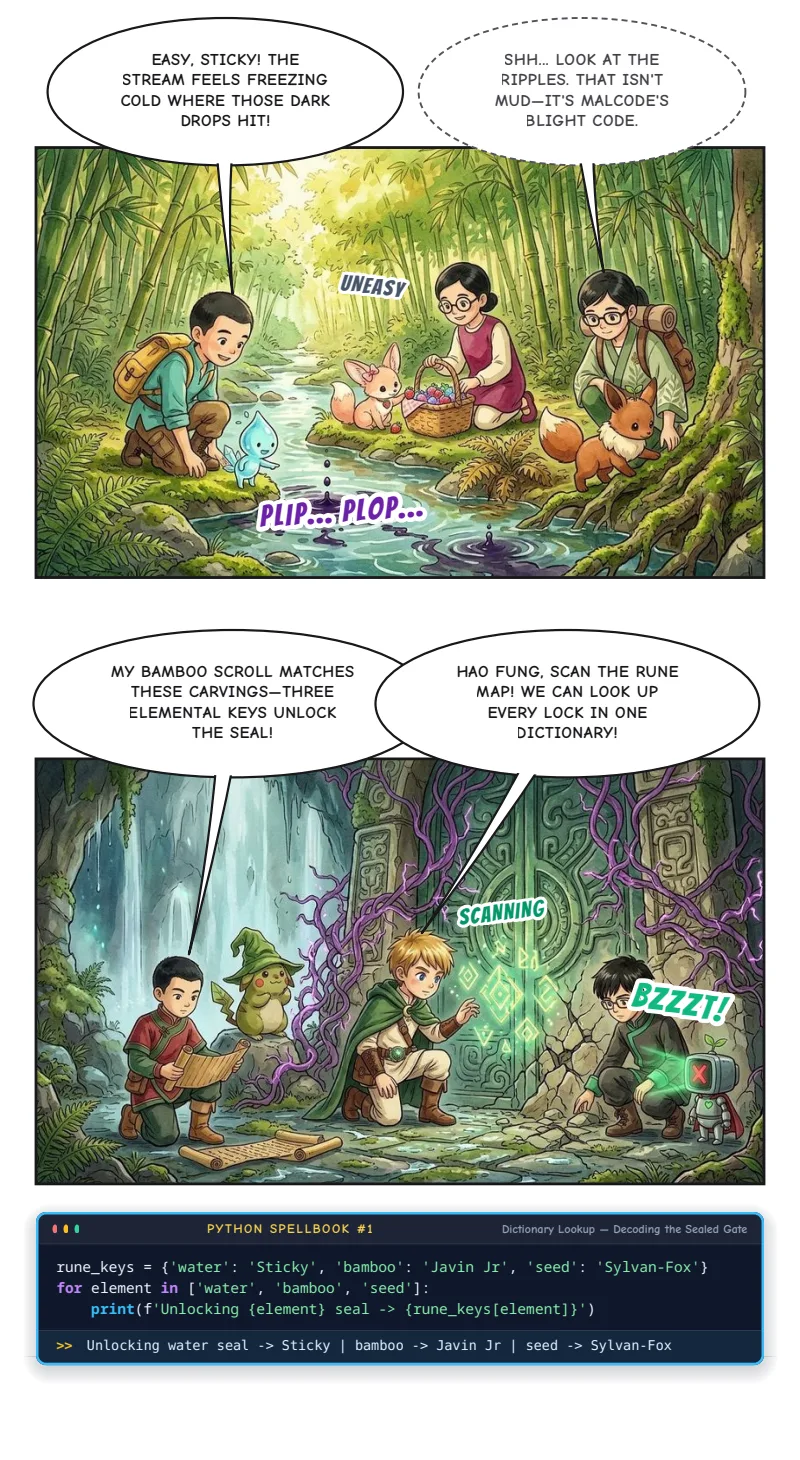 EASY, STICKY! THE
STREAM FEELS FREEZING
COLD WHERE THOSE DARK
DROPS HIT!
SHH... LOOK AT THE
RIPPLES. THAT ISN'T
MUD—IT'S MALCODE'S
BLIGHT CODE.
UNEASY
PLIP... PLOP...
MY BAMBOO SCROLL MATCHES
THESE CARVINGS—THREE
ELEMENTAL KEYS UNLOCK
THE SEAL!
HAO FUNG, SCAN THE RUNE
MAP! WE CAN LOOK UP
EVERY LOCK IN ONE
DICTIONARY!
SCANNING
BZZZT!
X
PYTHON SPELLBOOK #1
Dictionary Lookup — Decoding the Sealed Gate
rune_keys = {'water': 'Sticky', 'bamboo': 'Javin Jr', 'seed': 'Sylvan-Fox'}
for element in ['water', 'bamboo', 'seed']:
    print(f'Unlocking {element} seal -> {rune_keys[element]}')
>> Unlocking water seal -> Sticky | bamboo -> Javin Jr | seed -> Sylvan-Fox